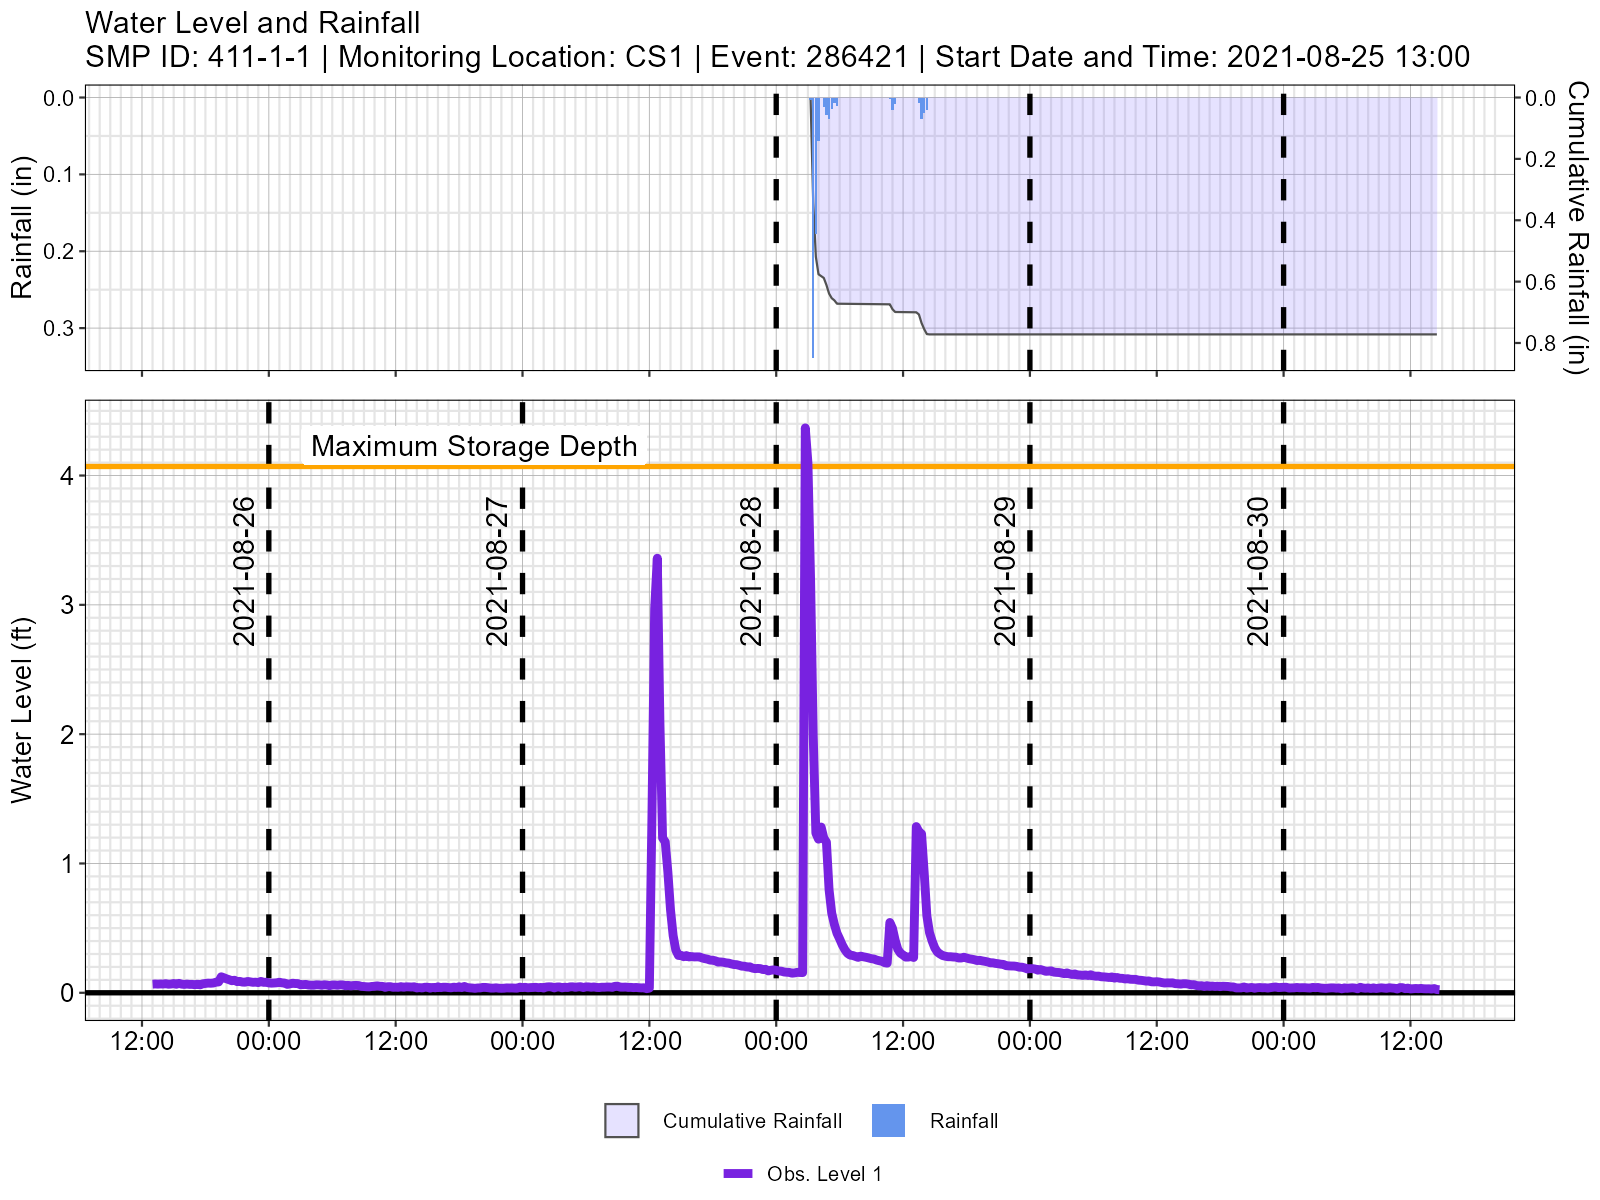 Water Level and Rainfall
SMP ID: 411-1-1 | Monitoring Location: CS1 | Event: 286421 | Start Date and Time: 2021-08-25 13:00
Rainfall (in)
0.0
0.1
0.2
0.3
0.0
0.2
0.4
0.6
0.8
Cumulative Rainfall (in)
Water Level (ft)
4
3
2
1
0
Maximum Storage Depth
2021-08-26
2021-08-27
2021-08-28
2021-08-29
2021-08-30
12:00 00:00 12:00 00:00 12:00 00:00 12:00 00:00 12:00 00:00 12:00
Cumulative Rainfall Rainfall
Obs. Level 1